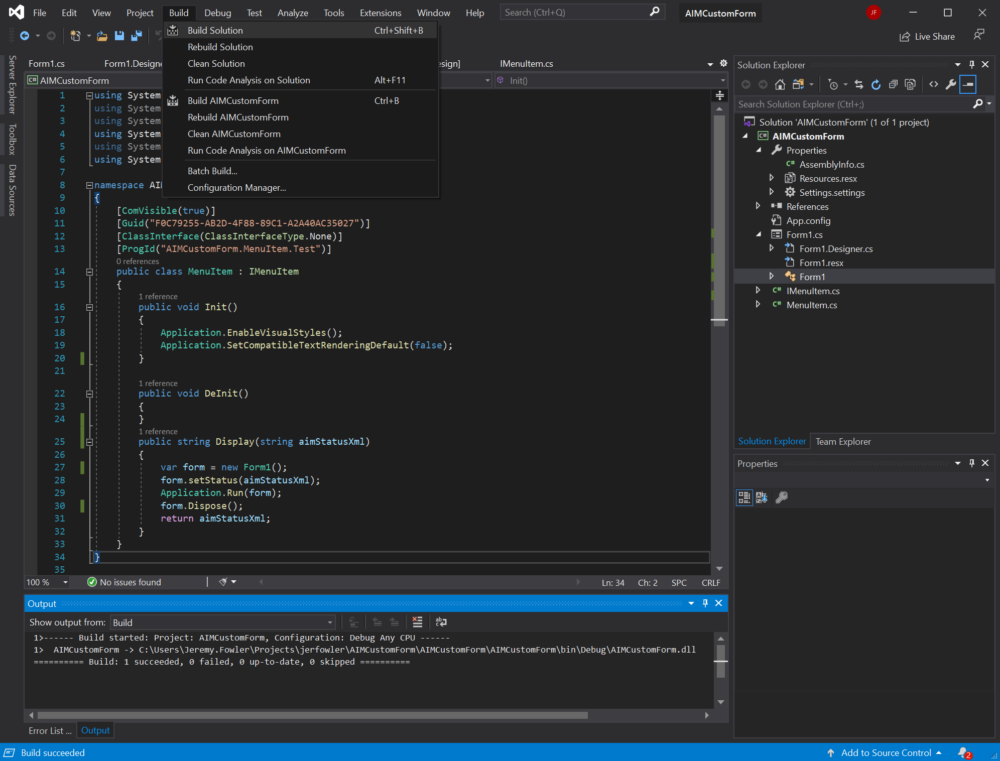 File Edit View Project Build Debug Test Analyze Tools Extensions Window Help Search (Ctrl+Q) AIMCustomForm JF
Live Share
Build Solution Ctrl+Shift+B
Rebuild Solution
Clean Solution
Run Code Analysis on Solution Alt+F11
Build AIMCustomForm Ctrl+B
Rebuild AIMCustomForm
Clean AIMCustomForm
Run Code Analysis on AIMCustomForm
Batch Build...
Configuration Manager...
Server Explorer
Toolbox
Data Sources
Form1.cs Form1.Designe esign] IMenuItem.cs
C# AIMCustomForm Init()
1 using System
2 using System
3 using System
4 using System
5 using System
6 using System
7
8 namespace AI
9 {
10 [ComVisible(true)]
11 [Guid("F0C79255-AB2D-4F88-89C1-A2A40AC35027")]
12 [ClassInterface(ClassInterfaceType.None)]
13 [ProgId("AIMCustomForm.MenuItem.Test")]
0 references
14 public class MenuItem : IMenuItem
15 {
1 reference
16 public void Init()
17 {
18 Application.EnableVisualStyles();
19 Application.SetCompatibleTextRenderingDefault(false);
20 }
21
1 reference
22 public void DeInit()
23 {
24 }
1 reference
25 public string Display(string aimStatusXml)
26 {
27 var form = new Form1();
28 form.setStatus(aimStatusXml);
29 Application.Run(form);
30 form.Dispose();
31 return aimStatusXml;
32 }
33 }
34 }
35
100 % No issues found Ln: 34 Ch: 2 SPC CRLF
Output
Show output from: Build
1>------ Build started: Project: AIMCustomForm, Configuration: Debug Any CPU ------
1>  AIMCustomForm -> C:\Users\Jeremy.Fowler\Projects\jerfowler\AIMCustomForm\AIMCustomForm\AIMCustomForm\bin\Debug\AIMCustomForm.dll
========== Build: 1 succeeded, 0 failed, 0 up-to-date, 0 skipped ==========
Error List ... Output
Solution Explorer
Search Solution Explorer (Ctrl+;)
Solution 'AIMCustomForm' (1 of 1 project)
C# AIMCustomForm
Properties
C# AssemblyInfo.cs
Resources.resx
Settings.settings
References
App.config
Form1.cs
Form1.Designer.cs
Form1.resx
Form1
C# IMenuItem.cs
C# MenuItem.cs
Solution Explorer Team Explorer
Properties
Build succeeded Add to Source Control 2